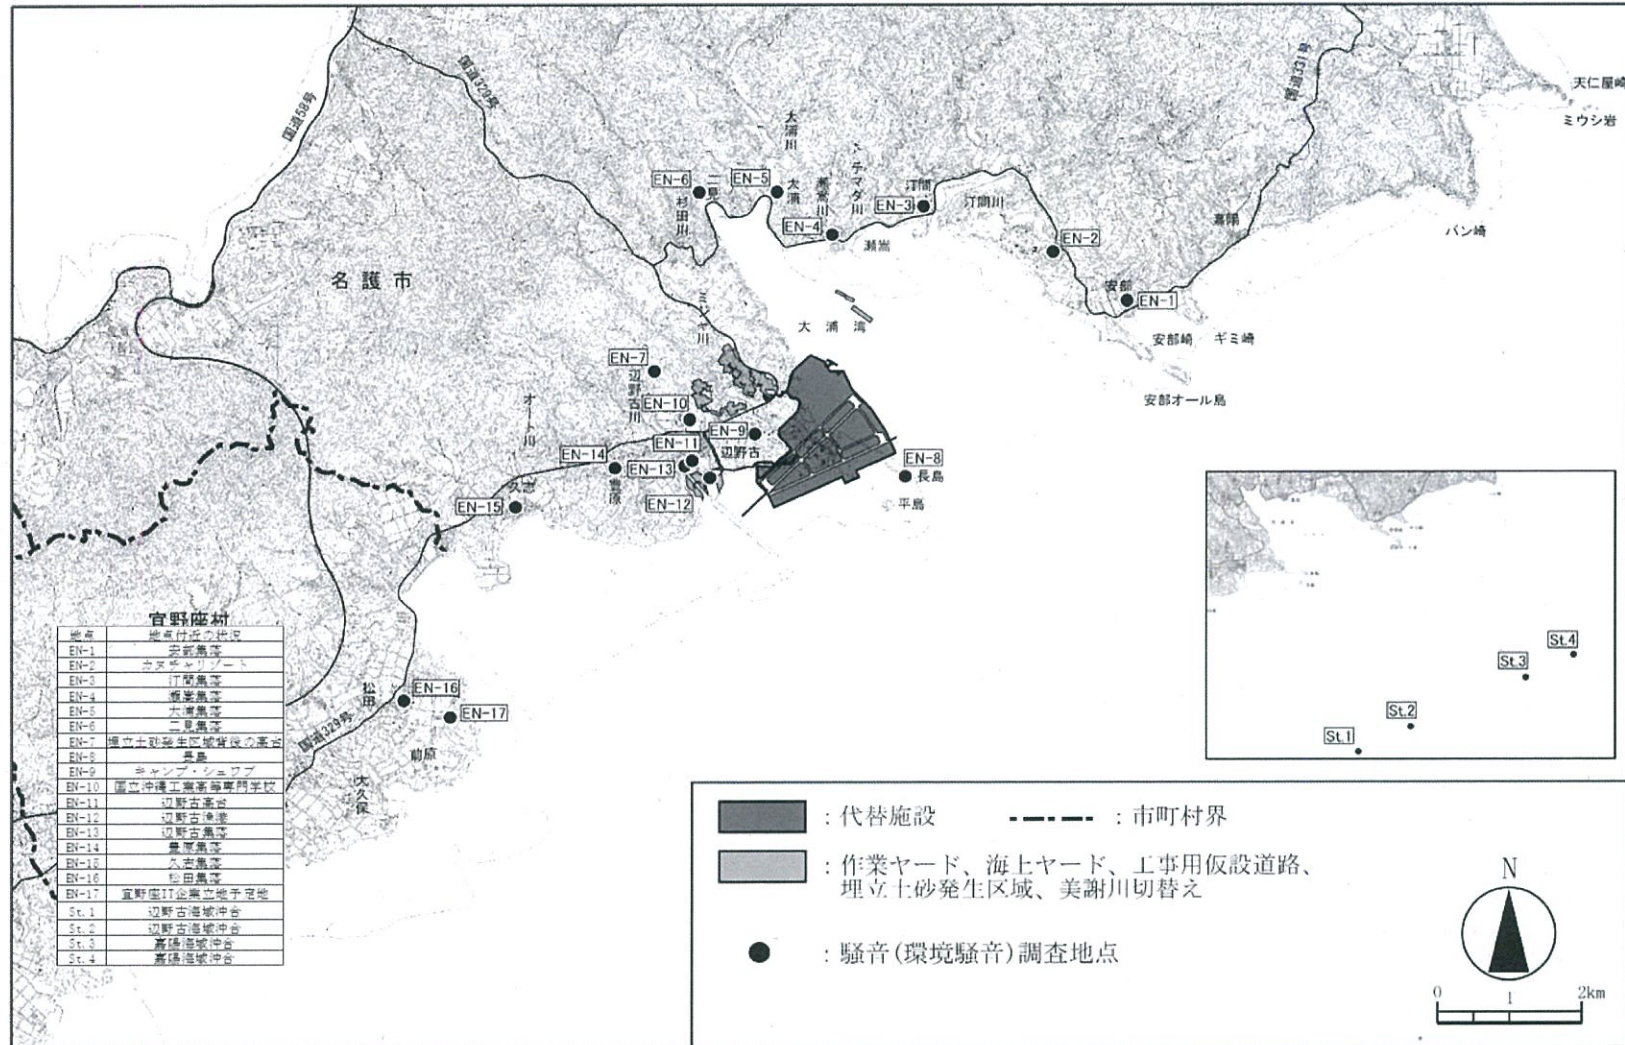 国道58号
国道329号
国道331号
天仁屋崎
ミウシ岩
バン崎
嘉陽
大浦川
テマダ川
汀間
EN-3
汀間川
EN-6
二見
杉田川
EN-5
大浦
EN-4
瀬嵩川
瀬嵩
EN-2
安部
EN-1
安部崎
ギミ崎
安部オール島
名護市
大浦湾
EN-7
辺野古川
EN-10
EN-9
辺野古
EN-11
EN-14
豊原
EN-13
EN-12
EN-8
長島
平島
久志
EN-15
宜野座村
松田
EN-16
EN-17
前原
大久保
国道329号
地点 地点付近の状況
EN-1 安部集落
EN-2 カヌチャリゾート
EN-3 汀間集落
EN-4 瀬嵩集落
EN-5 大浦集落
EN-6 二見集落
EN-7 埋立土砂発生区域背後の高台
EN-8 長島
EN-9 キャンプ・シュワブ
EN-10 国立沖縄工業高等専門学校
EN-11 辺野古高台
EN-12 辺野古漁港
EN-13 辺野古集落
EN-14 豊原集落
EN-15 久志集落
EN-16 松田集落
EN-17 宜野座IT企業立地予定地
St.1 辺野古海域沖合
St.2 辺野古海域沖合
St.3 嘉陽海域沖合
St.4 嘉陽海域沖合
St.4
St.3
St.2
St.1
：代替施設
：市町村界
：作業ヤード、海上ヤード、工事用仮設道路、
埋立土砂発生区域、美謝川切替え
：騒音(環境騒音)調査地点
N
0 1 2km